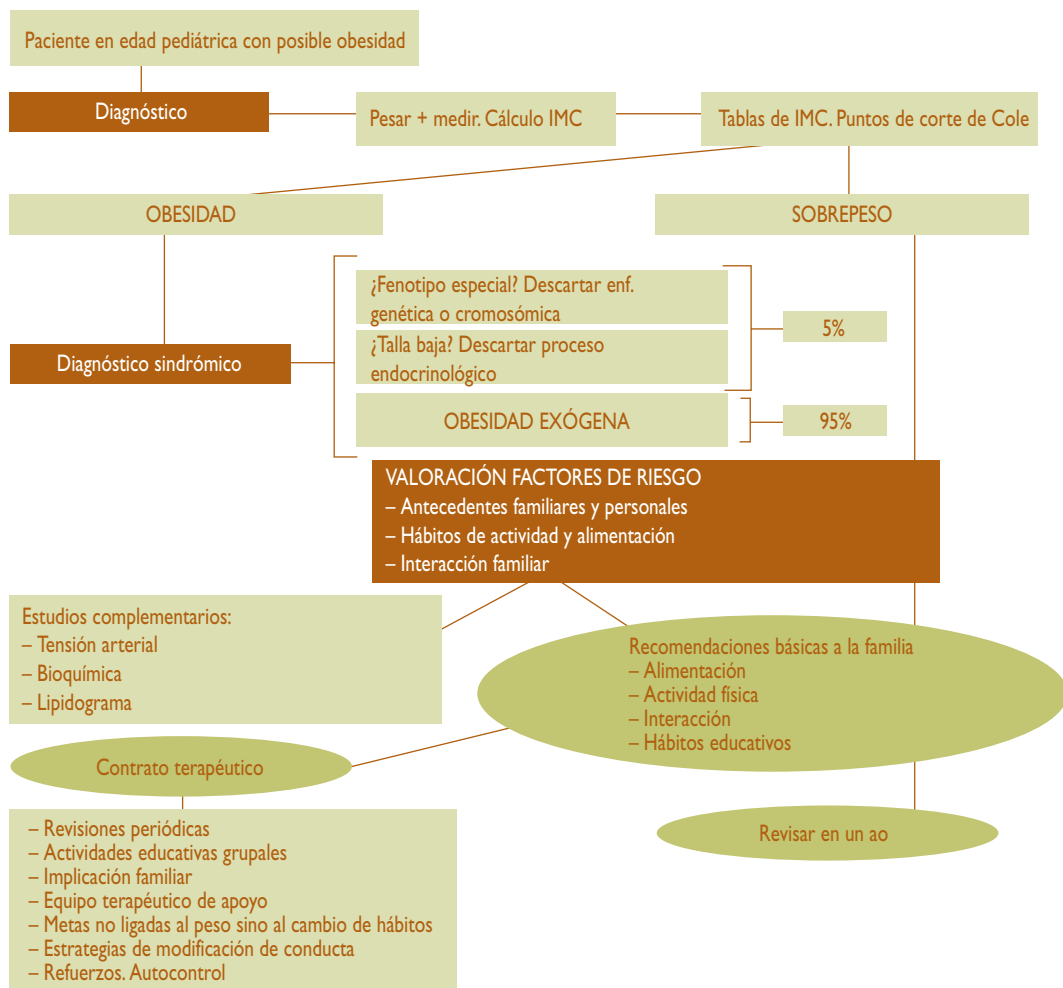 Paciente en edad pediátrica con posible obesidad
Diagnóstico
Pesar + medir. Cálculo IMC
Tablas de IMC. Puntos de corte de Cole
OBESIDAD
SOBREPESO
¿Fenotipo especial? Descartar enf.
genética o cromosómica
5%
¿Talla baja? Descartar proceso
endocrinológico
Diagnóstico sindrómico
OBESIDAD EXÓGENA
95%
VALORACIÓN FACTORES DE RIESGO
– Antecedentes familiares y personales
– Hábitos de actividad y alimentación
– Interacción familiar
Estudios complementarios:
– Tensión arterial
– Bioquímica
– Lipidograma
Recomendaciones básicas a la familia
– Alimentación
– Actividad física
– Interacción
– Hábitos educativos
Contrato terapéutico
– Revisiones periódicas
– Actividades educativas grupales
– Implicación familiar
– Equipo terapéutico de apoyo
– Metas no ligadas al peso sino al cambio de hábitos
– Estrategias de modificación de conducta
– Refuerzos. Autocontrol
Revisar en un ao